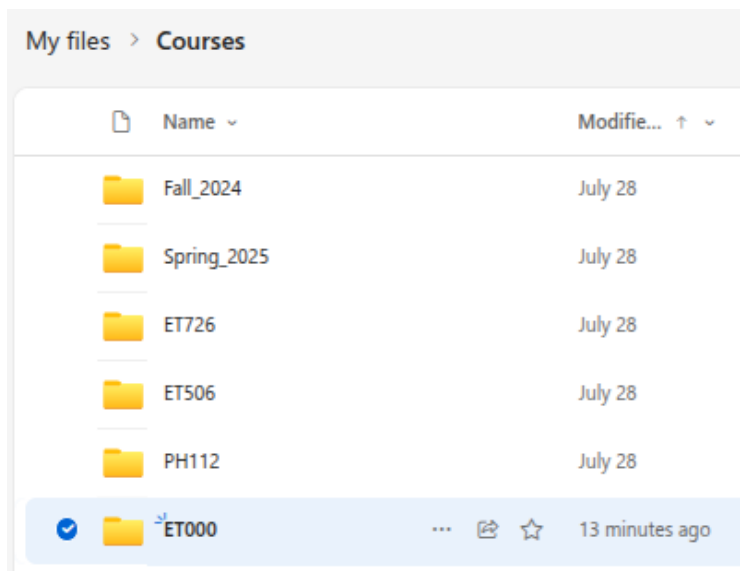 My files > Courses
Name Modifie...
Fall_2024 July 28
Spring_2025 July 28
ET726 July 28
ET506 July 28
PH112 July 28
ET000 ... 13 minutes ago